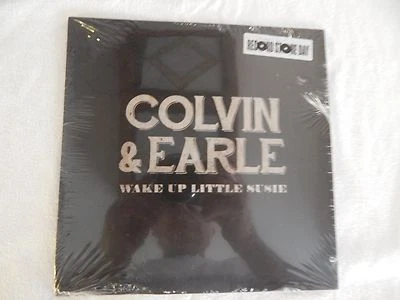 RECORD STORE DAY
COLVIN
& EARLE
WAKE UP LITTLE SUSIE